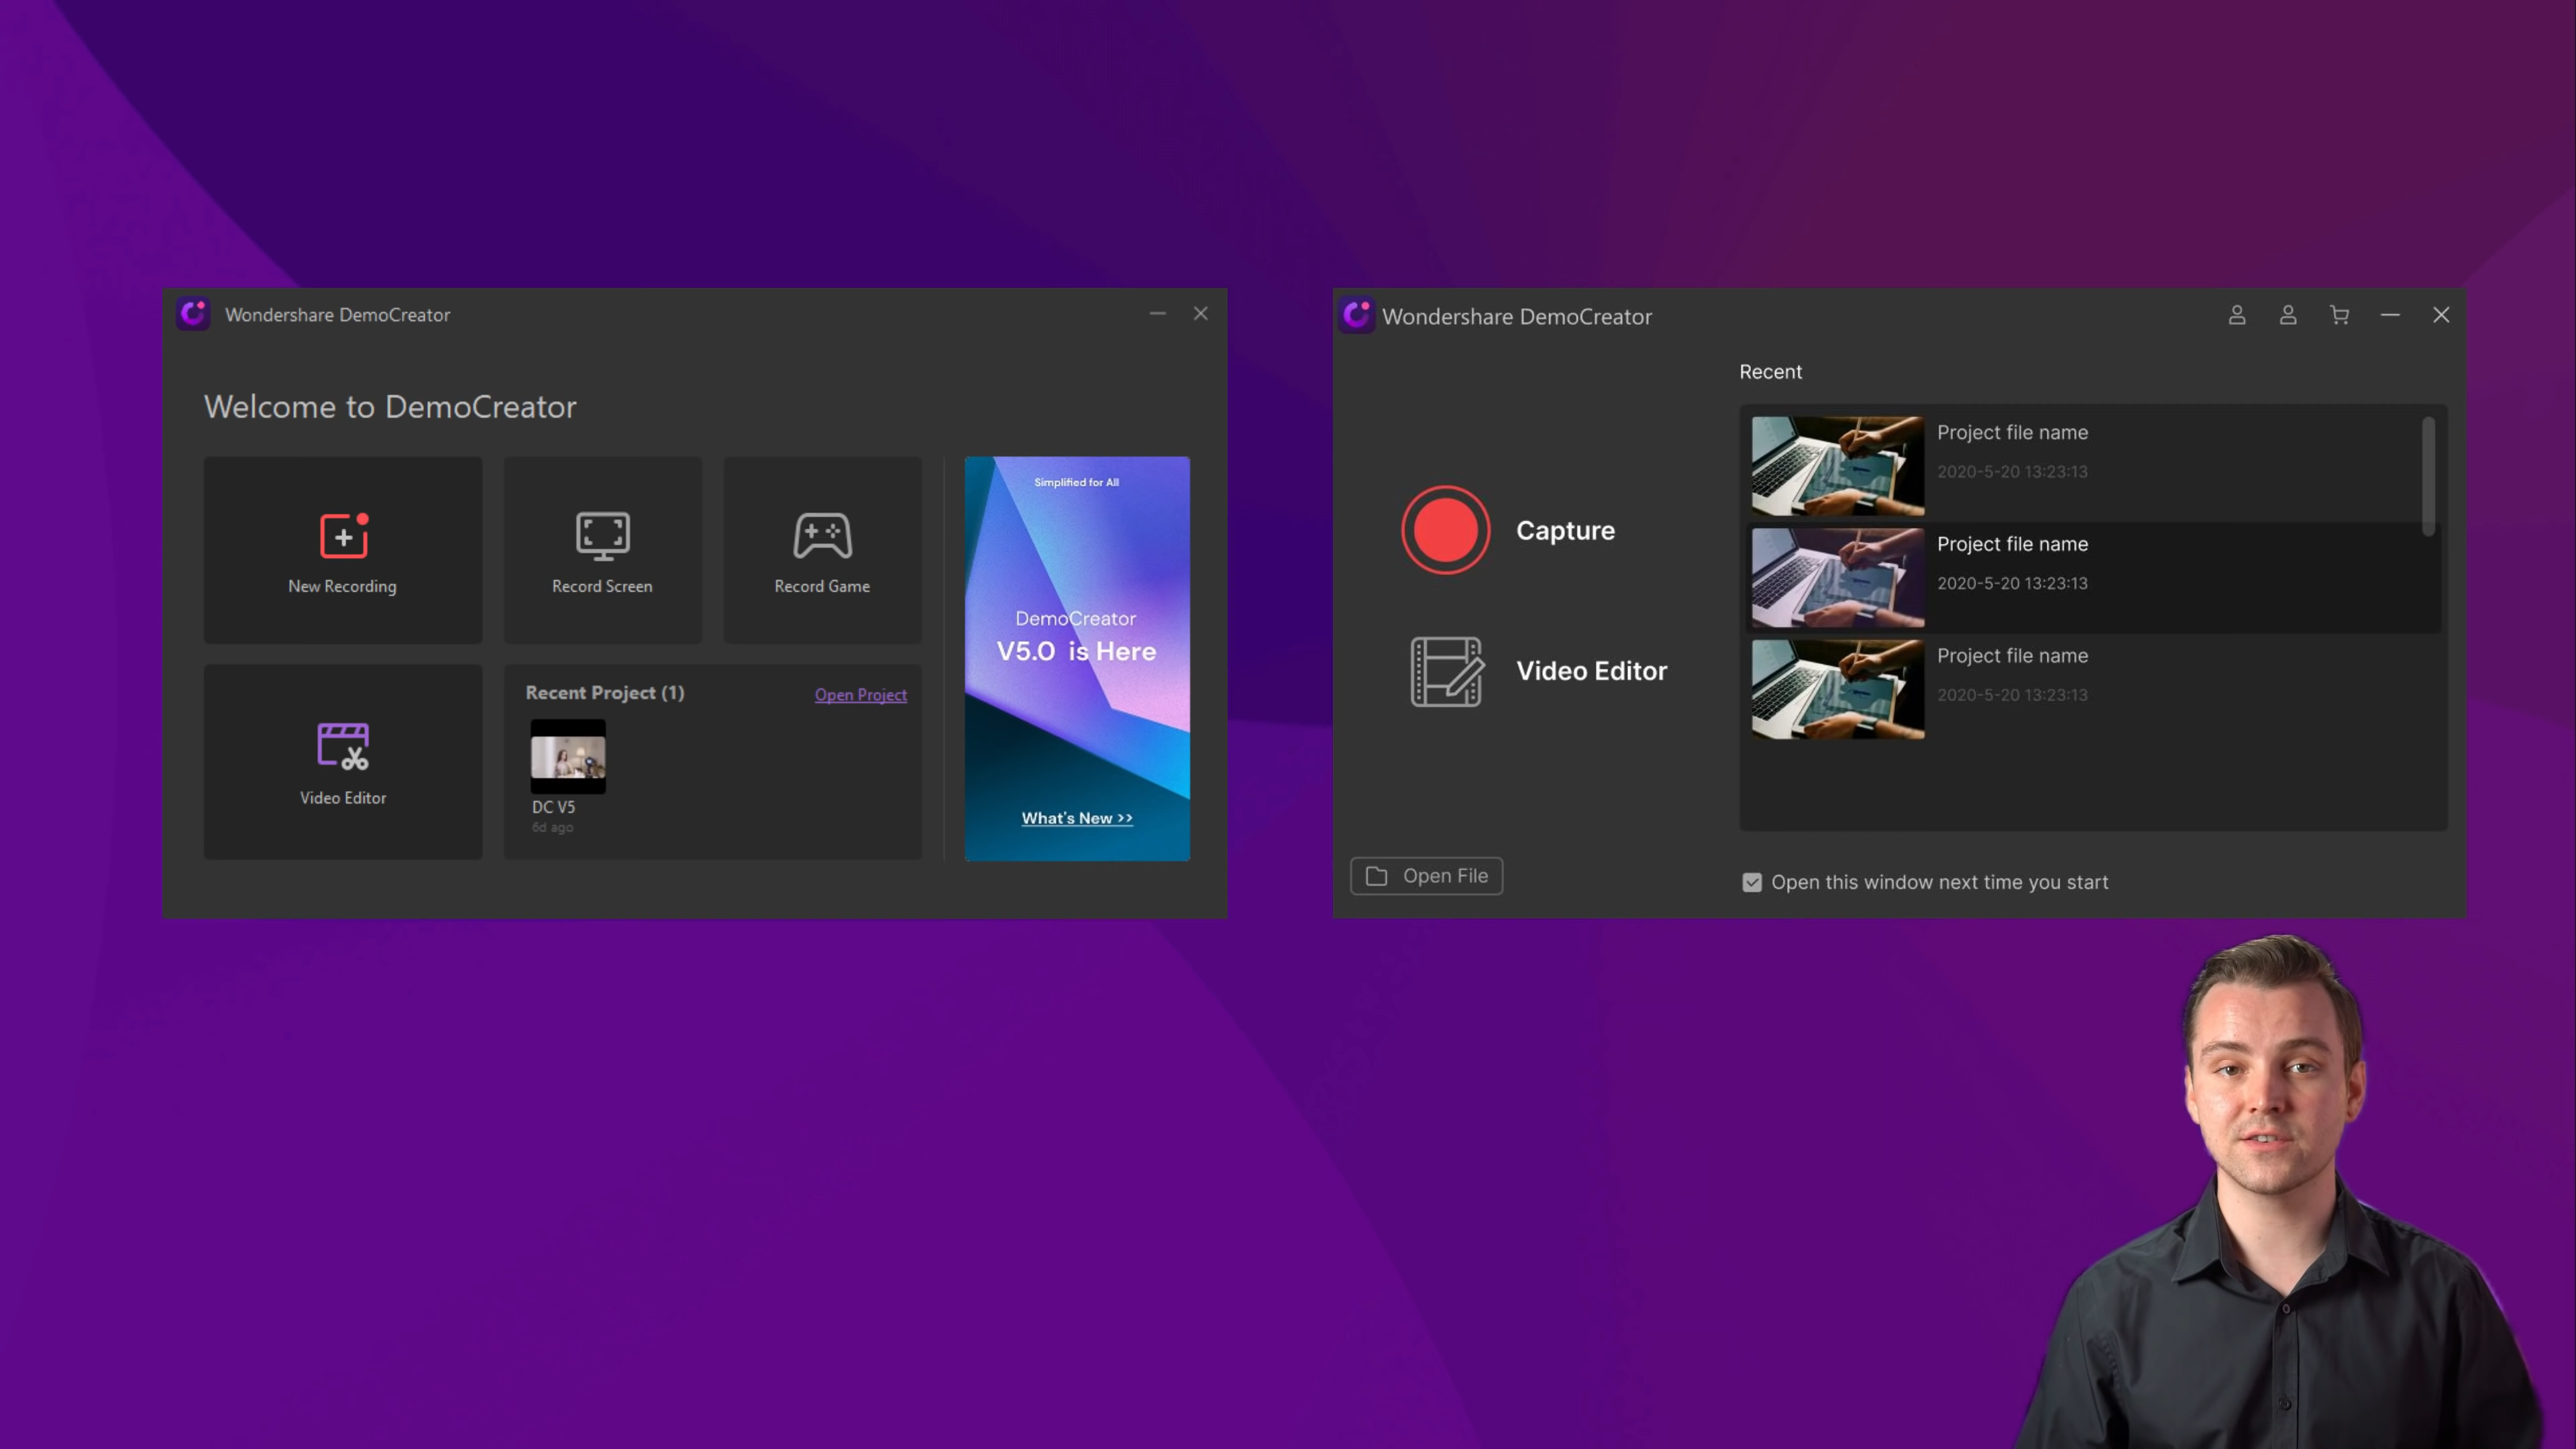 Wondershare DemoCreator
Welcome to DemoCreator
New Recording
Record Screen
Record Game
Video Editor
Recent Project (1)
Open Project
DC V5
6d ago
Simplified for All
DemoCreator
V5.0 is Here
What's New >>
Wondershare DemoCreator
Capture
Video Editor
Open File
Recent
Project file name
2020-5-20 13:23:13
Project file name
2020-5-20 13:23:13
Project file name
2020-5-20 13:23:13
Open this window next time you start